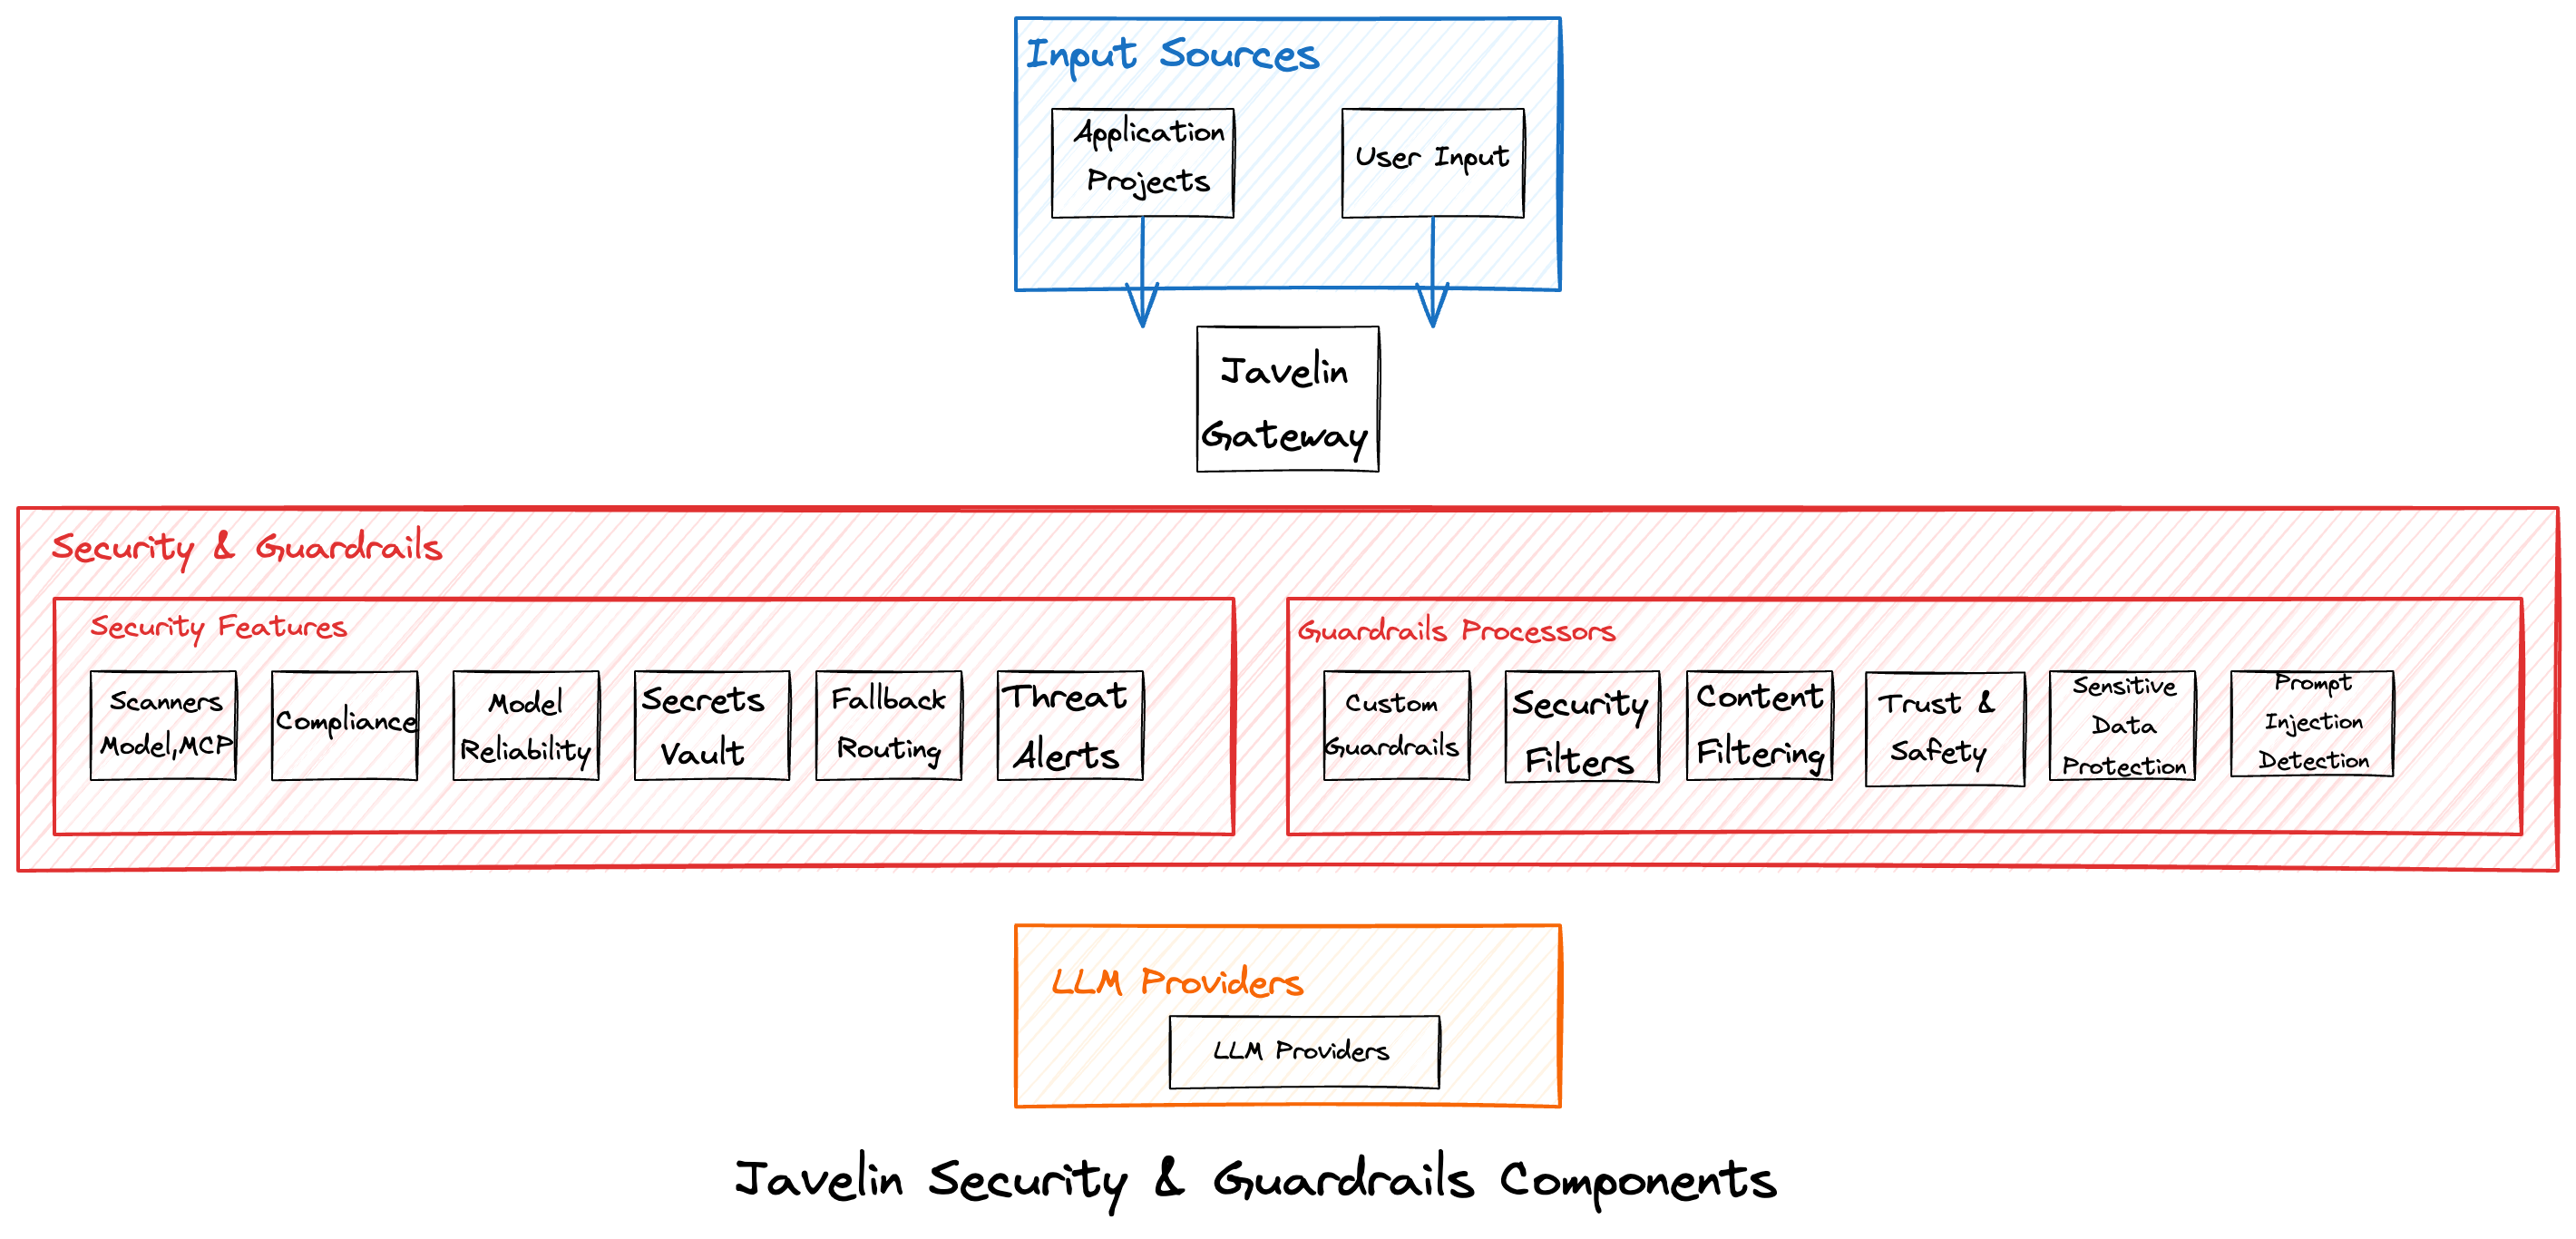 Input Sources
Application
Projects
User Input
Javelin
Gateway
Security & Guardrails
Security Features
Scanners
Model,MCP
Compliance
Model
Reliability
Secrets
Vault
Fallback
Routing
Threat
Alerts
Guardrails Processors
Custom
Guardrails
Security
Filters
Content
Filtering
Trust &
Safety
Sensitive
Data
Protection
Prompt
Injection
Detection
LLM Providers
LLM Providers
Javelin Security & Guardrails Components